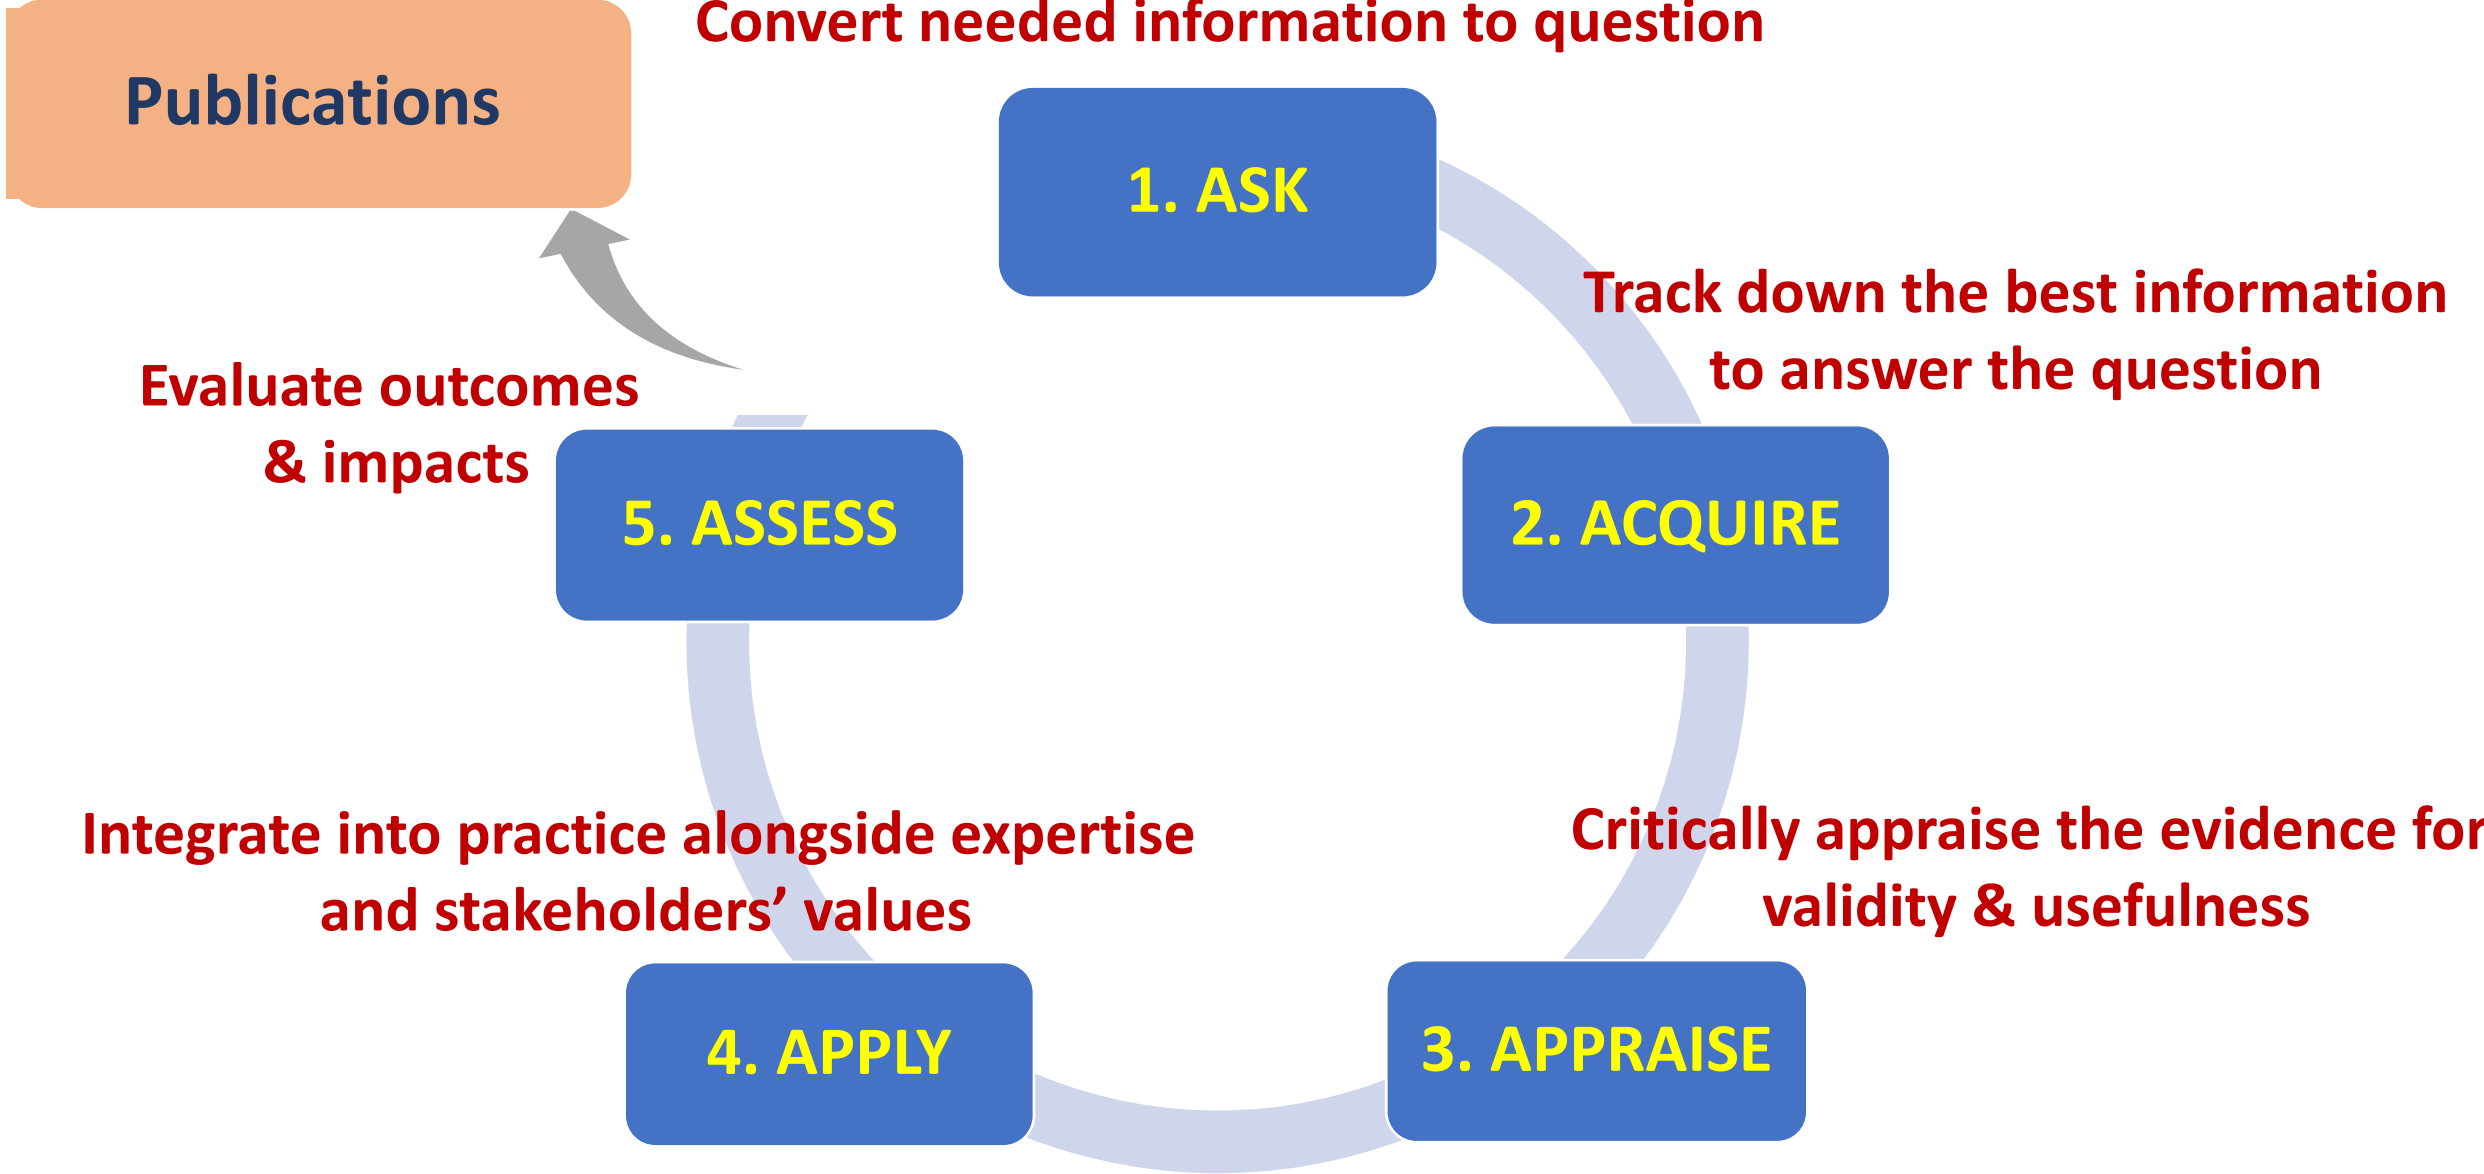 Convert needed information to question
Publications
1. ASK
Track down the best information
to answer the question
Evaluate outcomes
& impacts
5. ASSESS
2. ACQUIRE
Integrate into practice alongside expertise
and stakeholders’ values
Critically appraise the evidence for
validity & usefulness
4. APPLY
3. APPRAISE